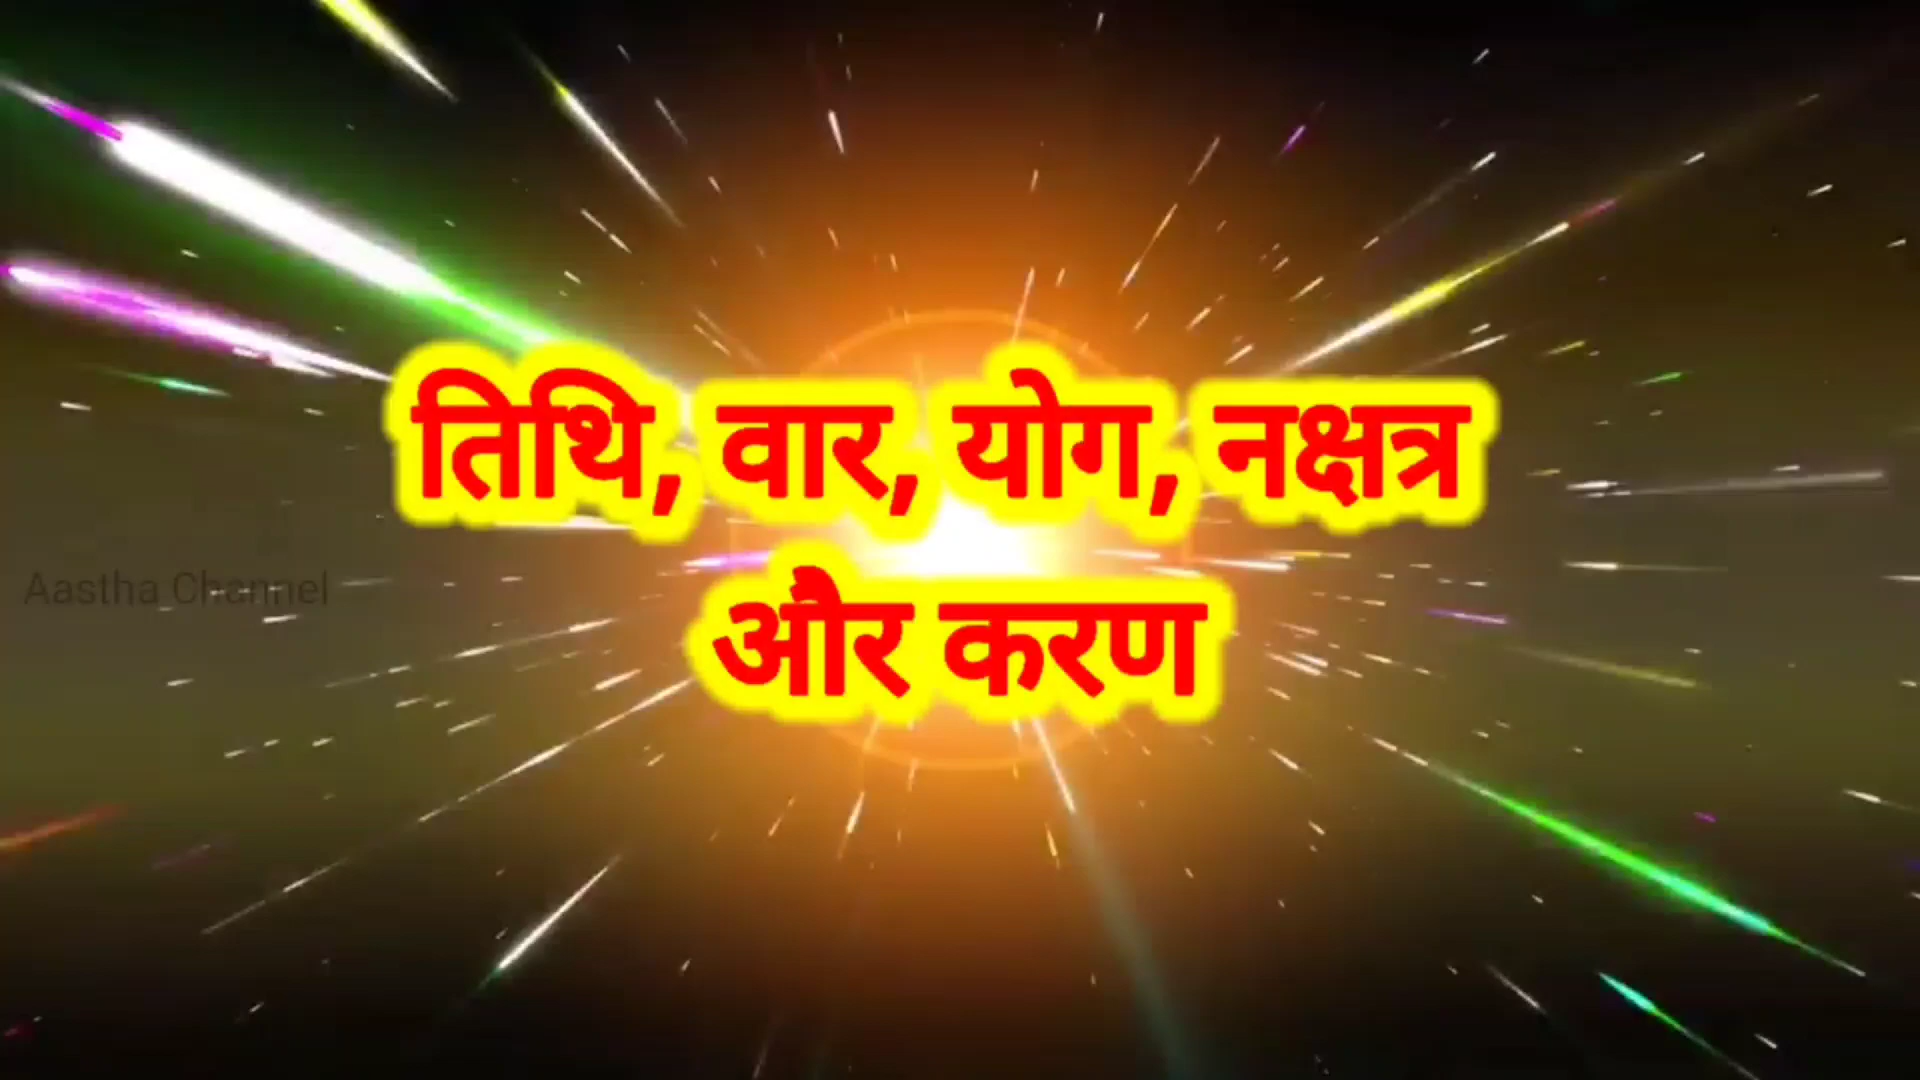 तिथि, वार, योग, नक्षत्र
Aastha Channel
और करण